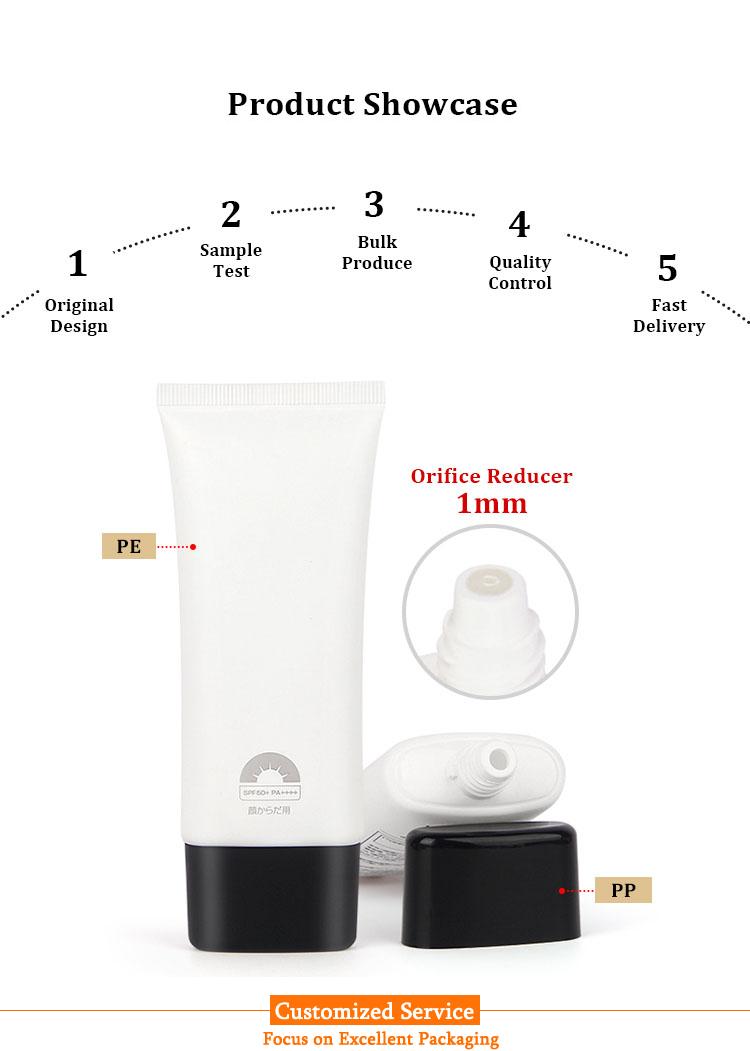 Product Showcase
1
Original
Design
2
Sample
Test
3
Bulk
Produce
4
Quality
Control
5
Fast
Delivery
Orifice Reducer
1mm
PE
SPF50+ PA++++
顔からだ用
PP
Customized Service
Focus on Excellent Packaging